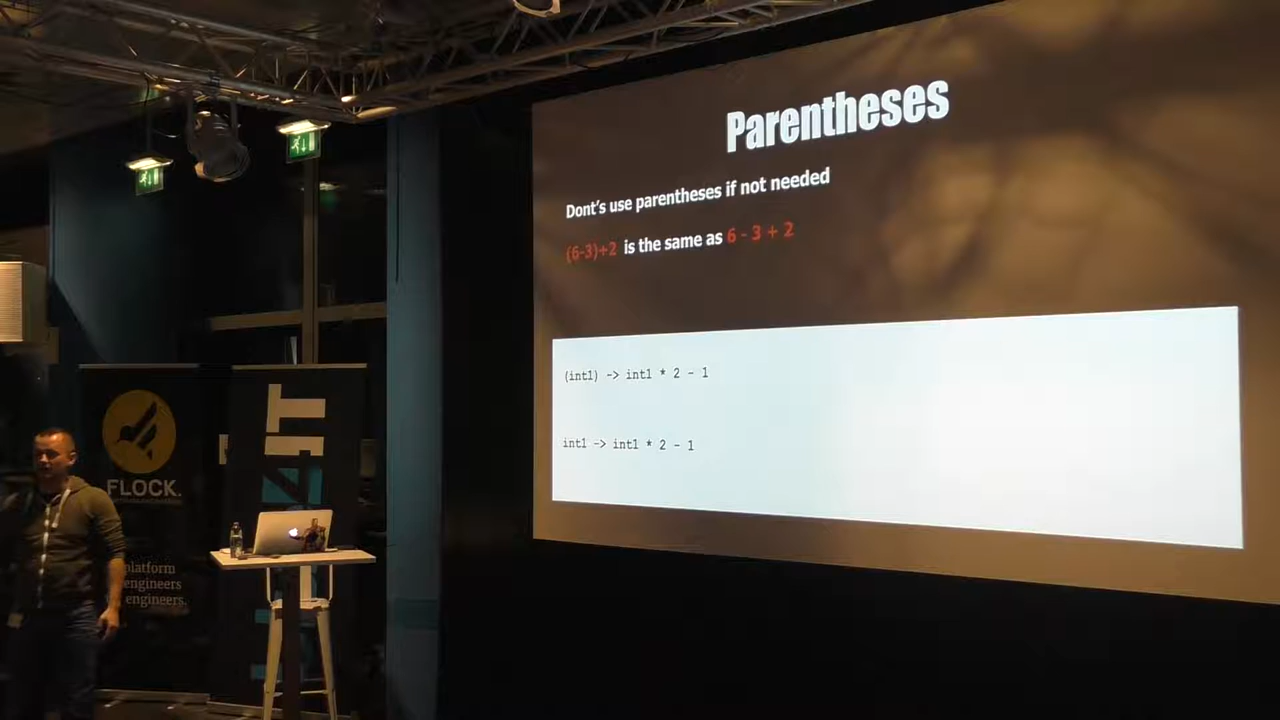 Parentheses
Dont's use parentheses if not needed
(6-3)+2 is the same as 6 - 3 + 2
(int1) -> int1 * 2 - 1
int1 -> int1 * 2 - 1
FLOCK.
platform
engineers
engineers.
IT